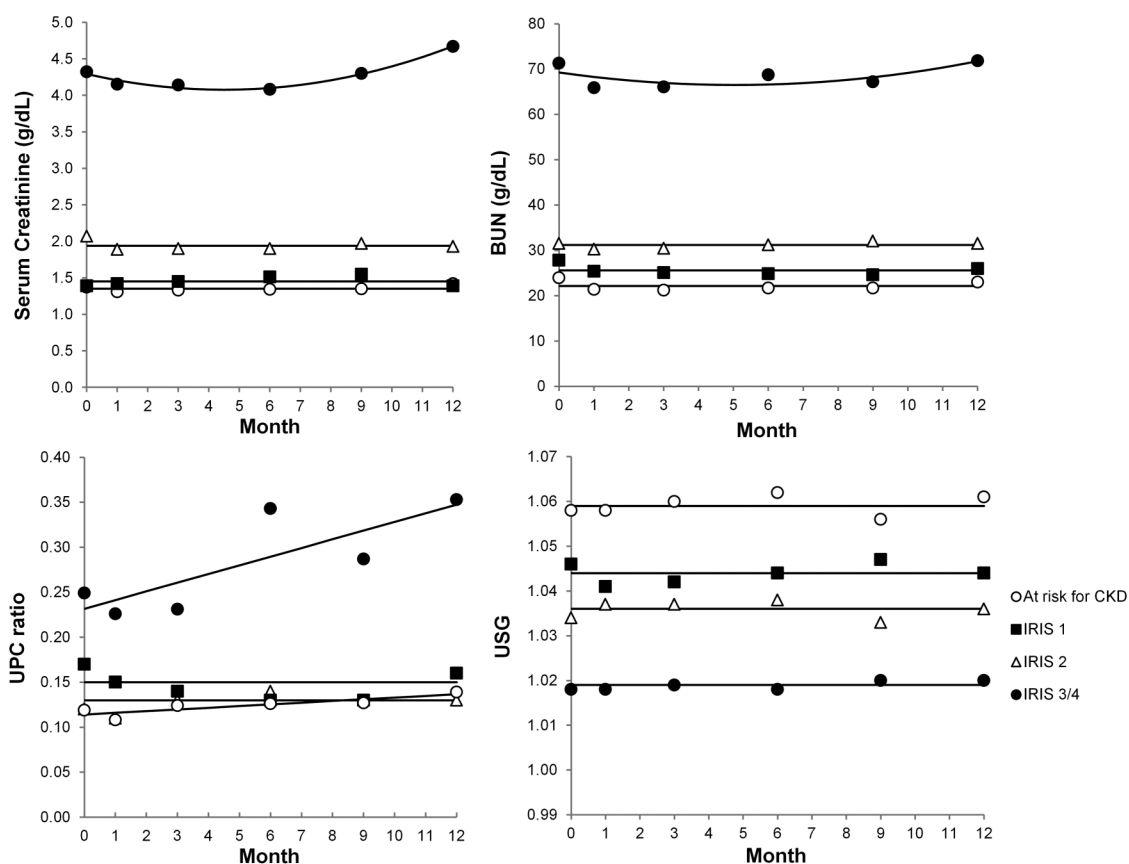 5.0
4.5
4.0
3.5
3.0
2.5
2.0
1.5
1.0
0.5
0.0
Serum Creatinine (g/dL)
0 1 2 3 4 5 6 7 8 9 10 11 12
Month
80
70
60
50
40
30
20
10
0
BUN (g/dL)
0 1 2 3 4 5 6 7 8 9 10 11 12
Month
0.40
0.35
0.30
0.25
0.20
0.15
0.10
0.05
0.00
UPC ratio
0 1 2 3 4 5 6 7 8 9 10 11 12
Month
1.07
1.06
1.05
1.04
1.03
1.02
1.01
1.00
0.99
USG
0 1 2 3 4 5 6 7 8 9 10 11 12
Month
At risk for CKD
IRIS 1
IRIS 2
IRIS 3/4